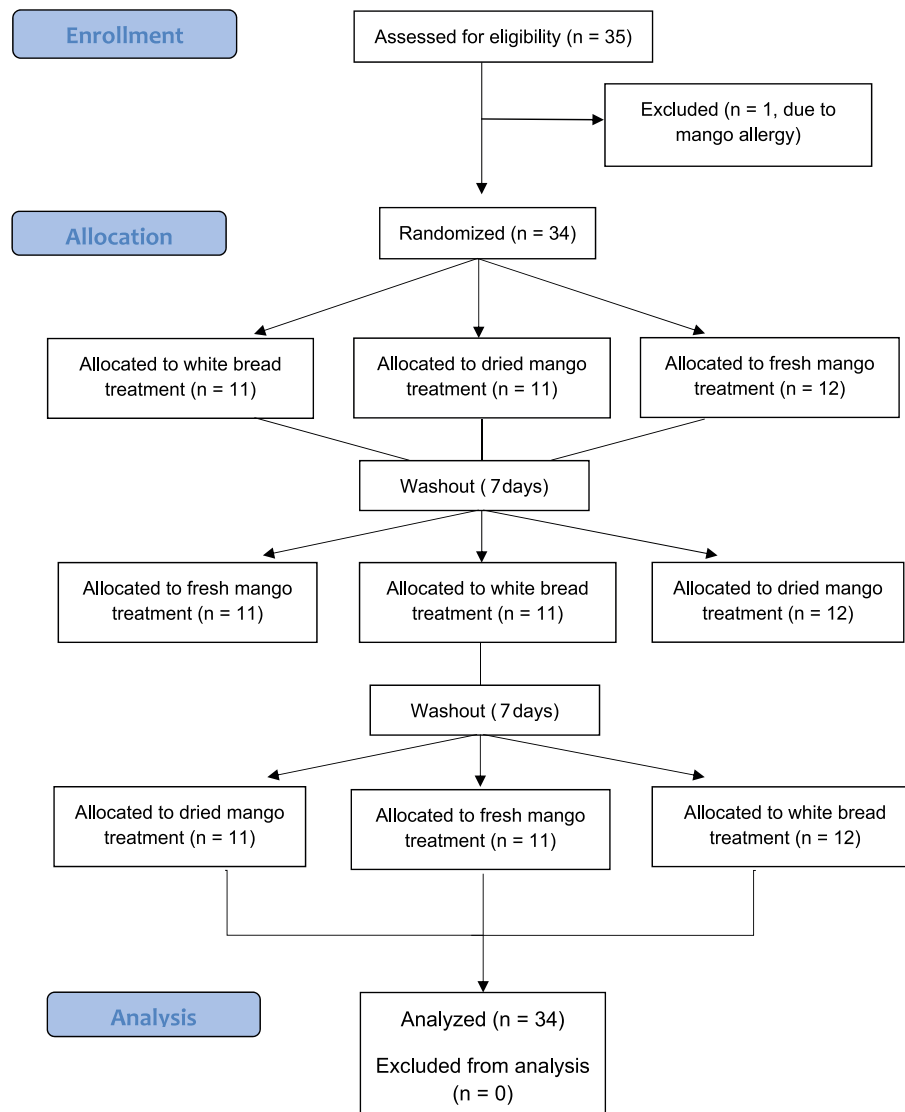 Enrollment
Assessed for eligibility (n = 35)
Excluded (n = 1, due to
mango allergy)
Allocation
Randomized (n = 34)
Allocated to white bread
treatment (n = 11)
Allocated to dried mango
treatment (n = 11)
Allocated to fresh mango
treatment (n = 12)
Washout ( 7 days)
Allocated to fresh mango
treatment (n = 11)
Allocated to white bread
treatment (n = 11)
Allocated to dried mango
treatment (n = 12)
Washout ( 7 days)
Allocated to dried mango
treatment (n = 11)
Allocated to fresh mango
treatment (n = 11)
Allocated to white bread
treatment (n = 12)
Analysis
Analyzed (n = 34)
Excluded from analysis
(n = 0)